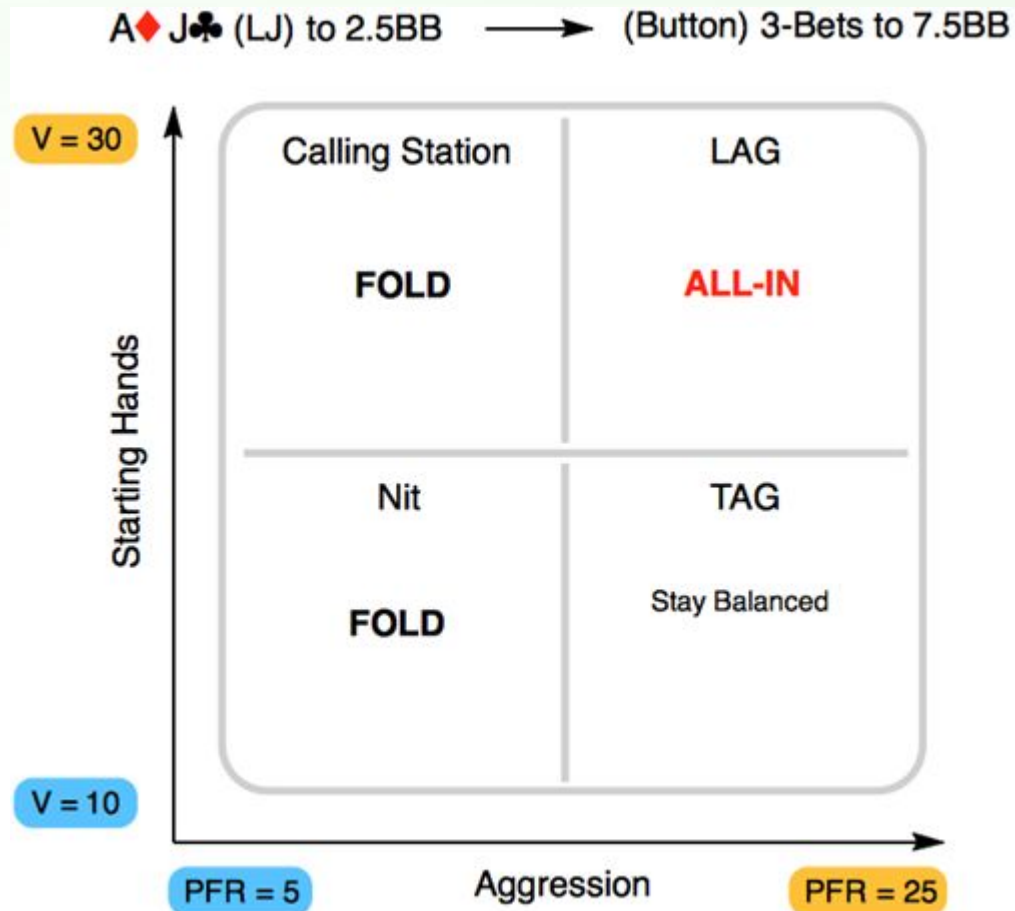 A♦ J♣ (LJ) to 2.5BB → (Button) 3-Bets to 7.5BB
V = 30
Calling Station
LAG
FOLD
ALL-IN
Starting Hands
Nit
TAG
FOLD
Stay Balanced
V = 10
PFR = 5
Aggression
PFR = 25